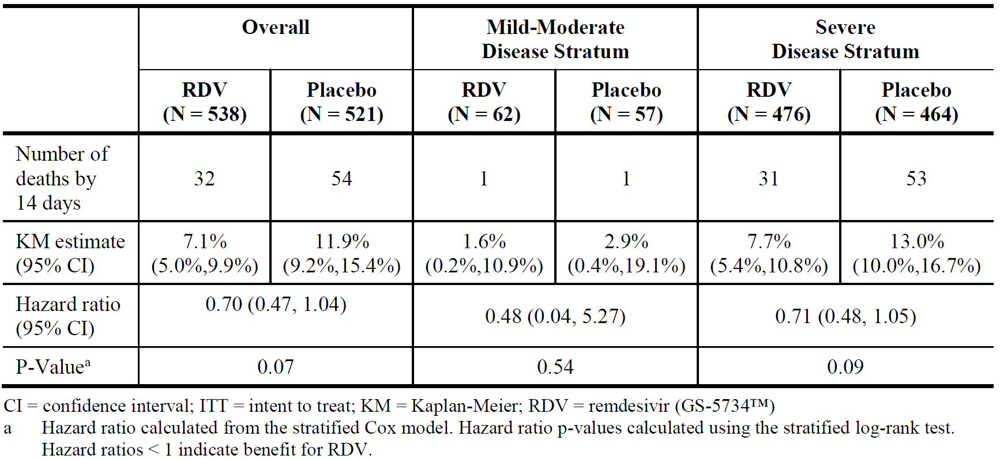 Overall
Mild-Moderate
Disease Stratum
Severe
Disease Stratum
RDV
(N = 538)
Placebo
(N = 521)
RDV
(N = 62)
Placebo
(N = 57)
RDV
(N = 476)
Placebo
(N = 464)
Number of
deaths by
14 days
32
54
1
1
31
53
KM estimate
(95% CI)
7.1%
(5.0%,9.9%)
11.9%
(9.2%,15.4%)
1.6%
(0.2%,10.9%)
2.9%
(0.4%,19.1%)
7.7%
(5.4%,10.8%)
13.0%
(10.0%,16.7%)
Hazard ratio
(95% CI)
0.70 (0.47, 1.04)
0.48 (0.04, 5.27)
0.71 (0.48, 1.05)
P-Valueᵃ
0.07
0.54
0.09
CI = confidence interval; ITT = intent to treat; KM = Kaplan-Meier; RDV = remdesivir (GS-5734™)
a Hazard ratio calculated from the stratified Cox model. Hazard ratio p-values calculated using the stratified log-rank test.
Hazard ratios < 1 indicate benefit for RDV.